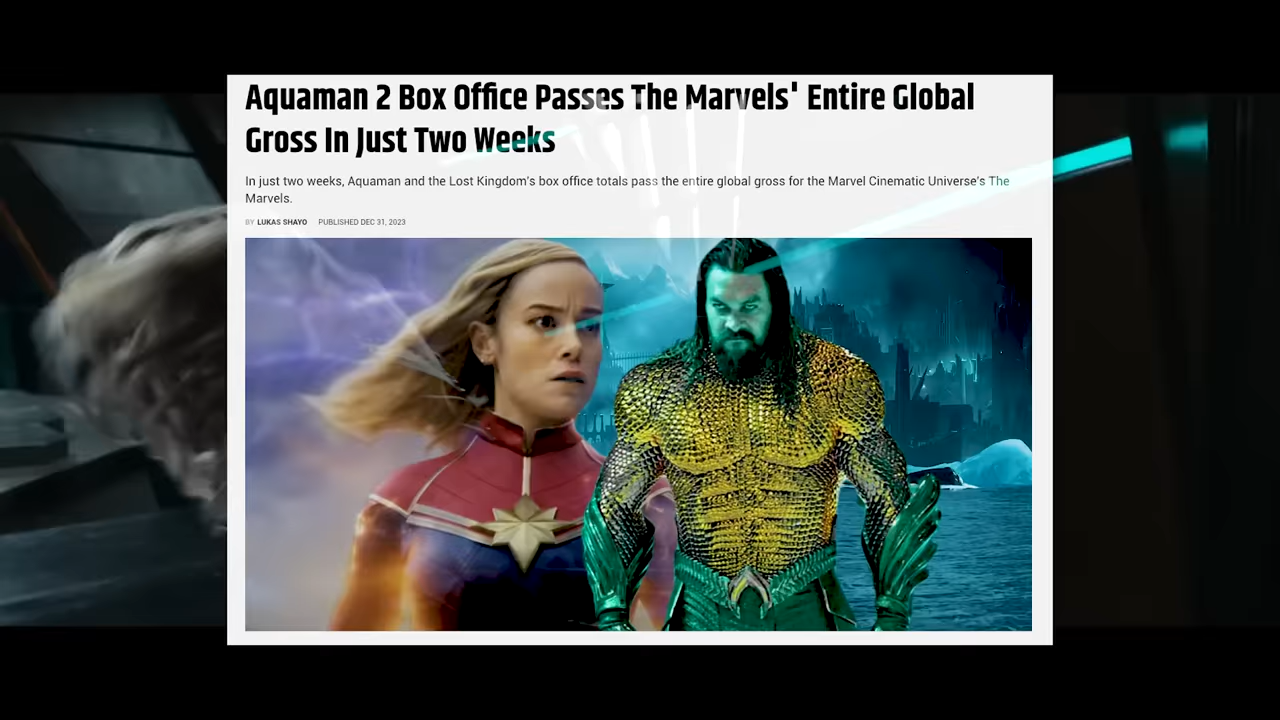 Aquaman 2 Box Office Passes The Marvels' Entire Global
Gross In Just Two Weeks
In just two weeks, Aquaman and the Lost Kingdom's box office totals pass the entire global gross for the Marvel Cinematic Universe's The
Marvels.
BY LUKAS SHAYO PUBLISHED DEC 31, 2023